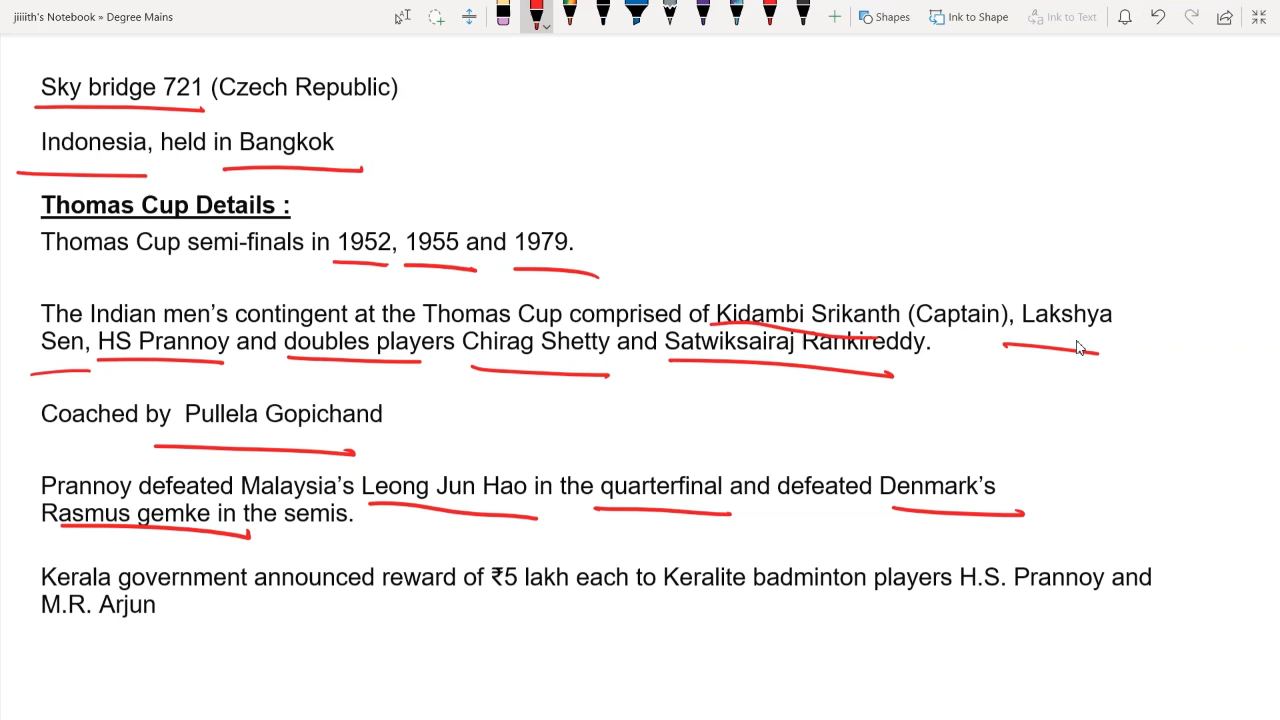 jiiiith's Notebook » Degree Mains
Shapes
Ink to Shape
Ink to Text
Sky bridge 721 (Czech Republic)
Indonesia, held in Bangkok
Thomas Cup Details :
Thomas Cup semi-finals in 1952, 1955 and 1979.
The Indian men’s contingent at the Thomas Cup comprised of Kidambi Srikanth (Captain), Lakshya
Sen, HS Prannoy and doubles players Chirag Shetty and Satwiksairaj Rankireddy.
Coached by  Pullela Gopichand
Prannoy defeated Malaysia’s Leong Jun Hao in the quarterfinal and defeated Denmark’s
Rasmus gemke in the semis.
Kerala government announced reward of ₹5 lakh each to Keralite badminton players H.S. Prannoy and
M.R. Arjun